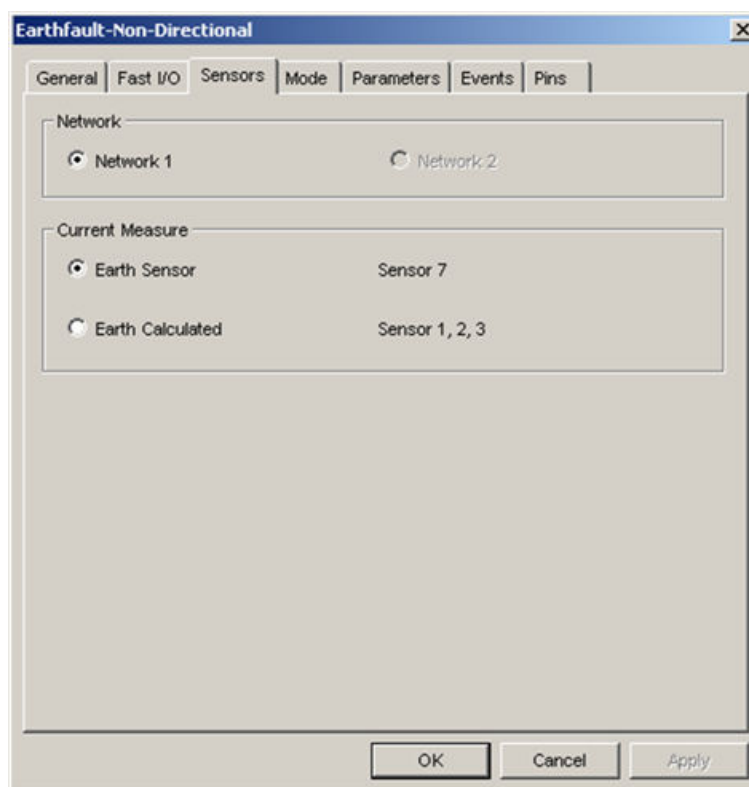 Earthfault-Non-Directional
General Fast I/O Sensors Mode Parameters Events Pins
Network
Network 1 Network 2
Current Measure
Earth Sensor Sensor 7
Earth Calculated Sensor 1, 2, 3
OK Cancel Apply